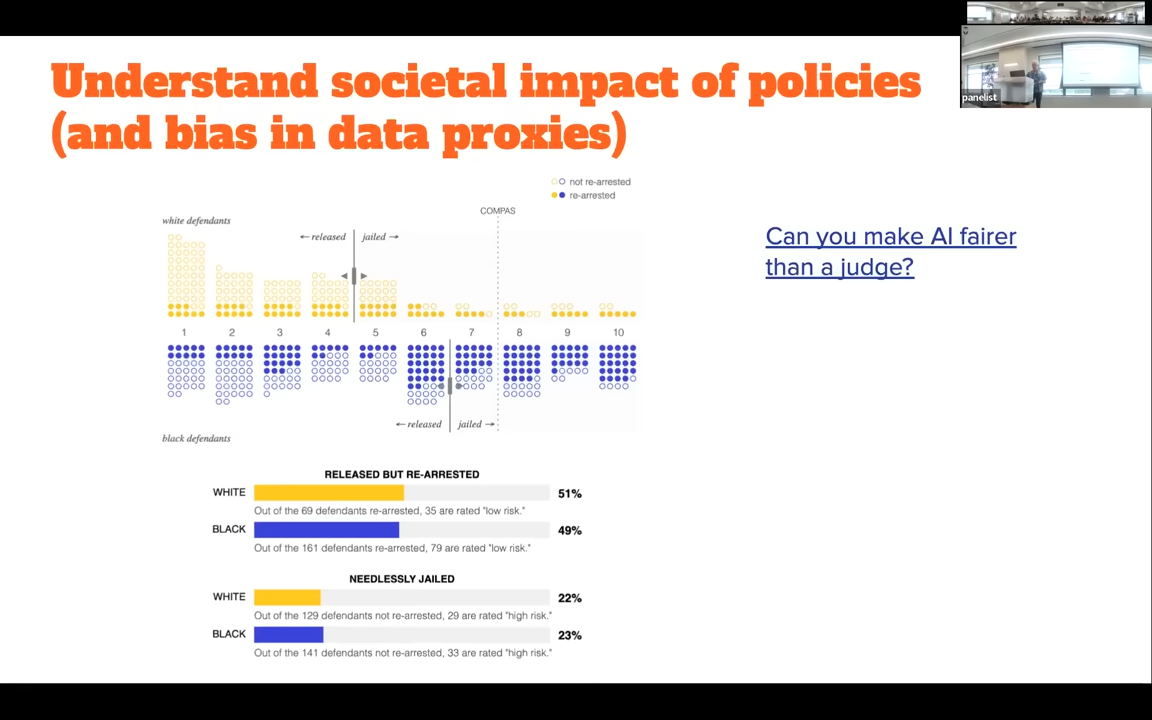 Understand societal impact of policies
(and bias in data proxies)
panelist
not re-arrested
re-arrested
COMPAS
white defendants
←released jailed→
1 2 3 4 5 6 7 8 9 10
←released jailed→
black defendants
Can you make AI fairer
than a judge?
RELEASED BUT RE-ARRESTED
WHITE 51%
Out of the 69 defendants re-arrested, 35 are rated "low risk."
BLACK 49%
Out of the 161 defendants re-arrested, 79 are rated "low risk."
NEEDLESSLY JAILED
WHITE 22%
Out of the 129 defendants not re-arrested, 29 are rated "high risk."
BLACK 23%
Out of the 141 defendants not re-arrested, 33 are rated "high risk."